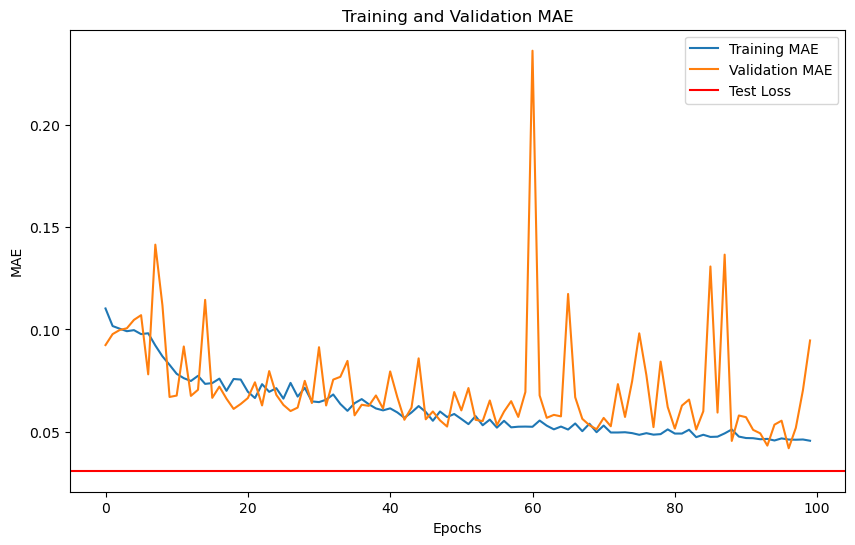 Training and Validation MAE
Training MAE
Validation MAE
Test Loss
0.20
0.15
0.10
0.05
MAE
0 20 40 60 80 100
Epochs